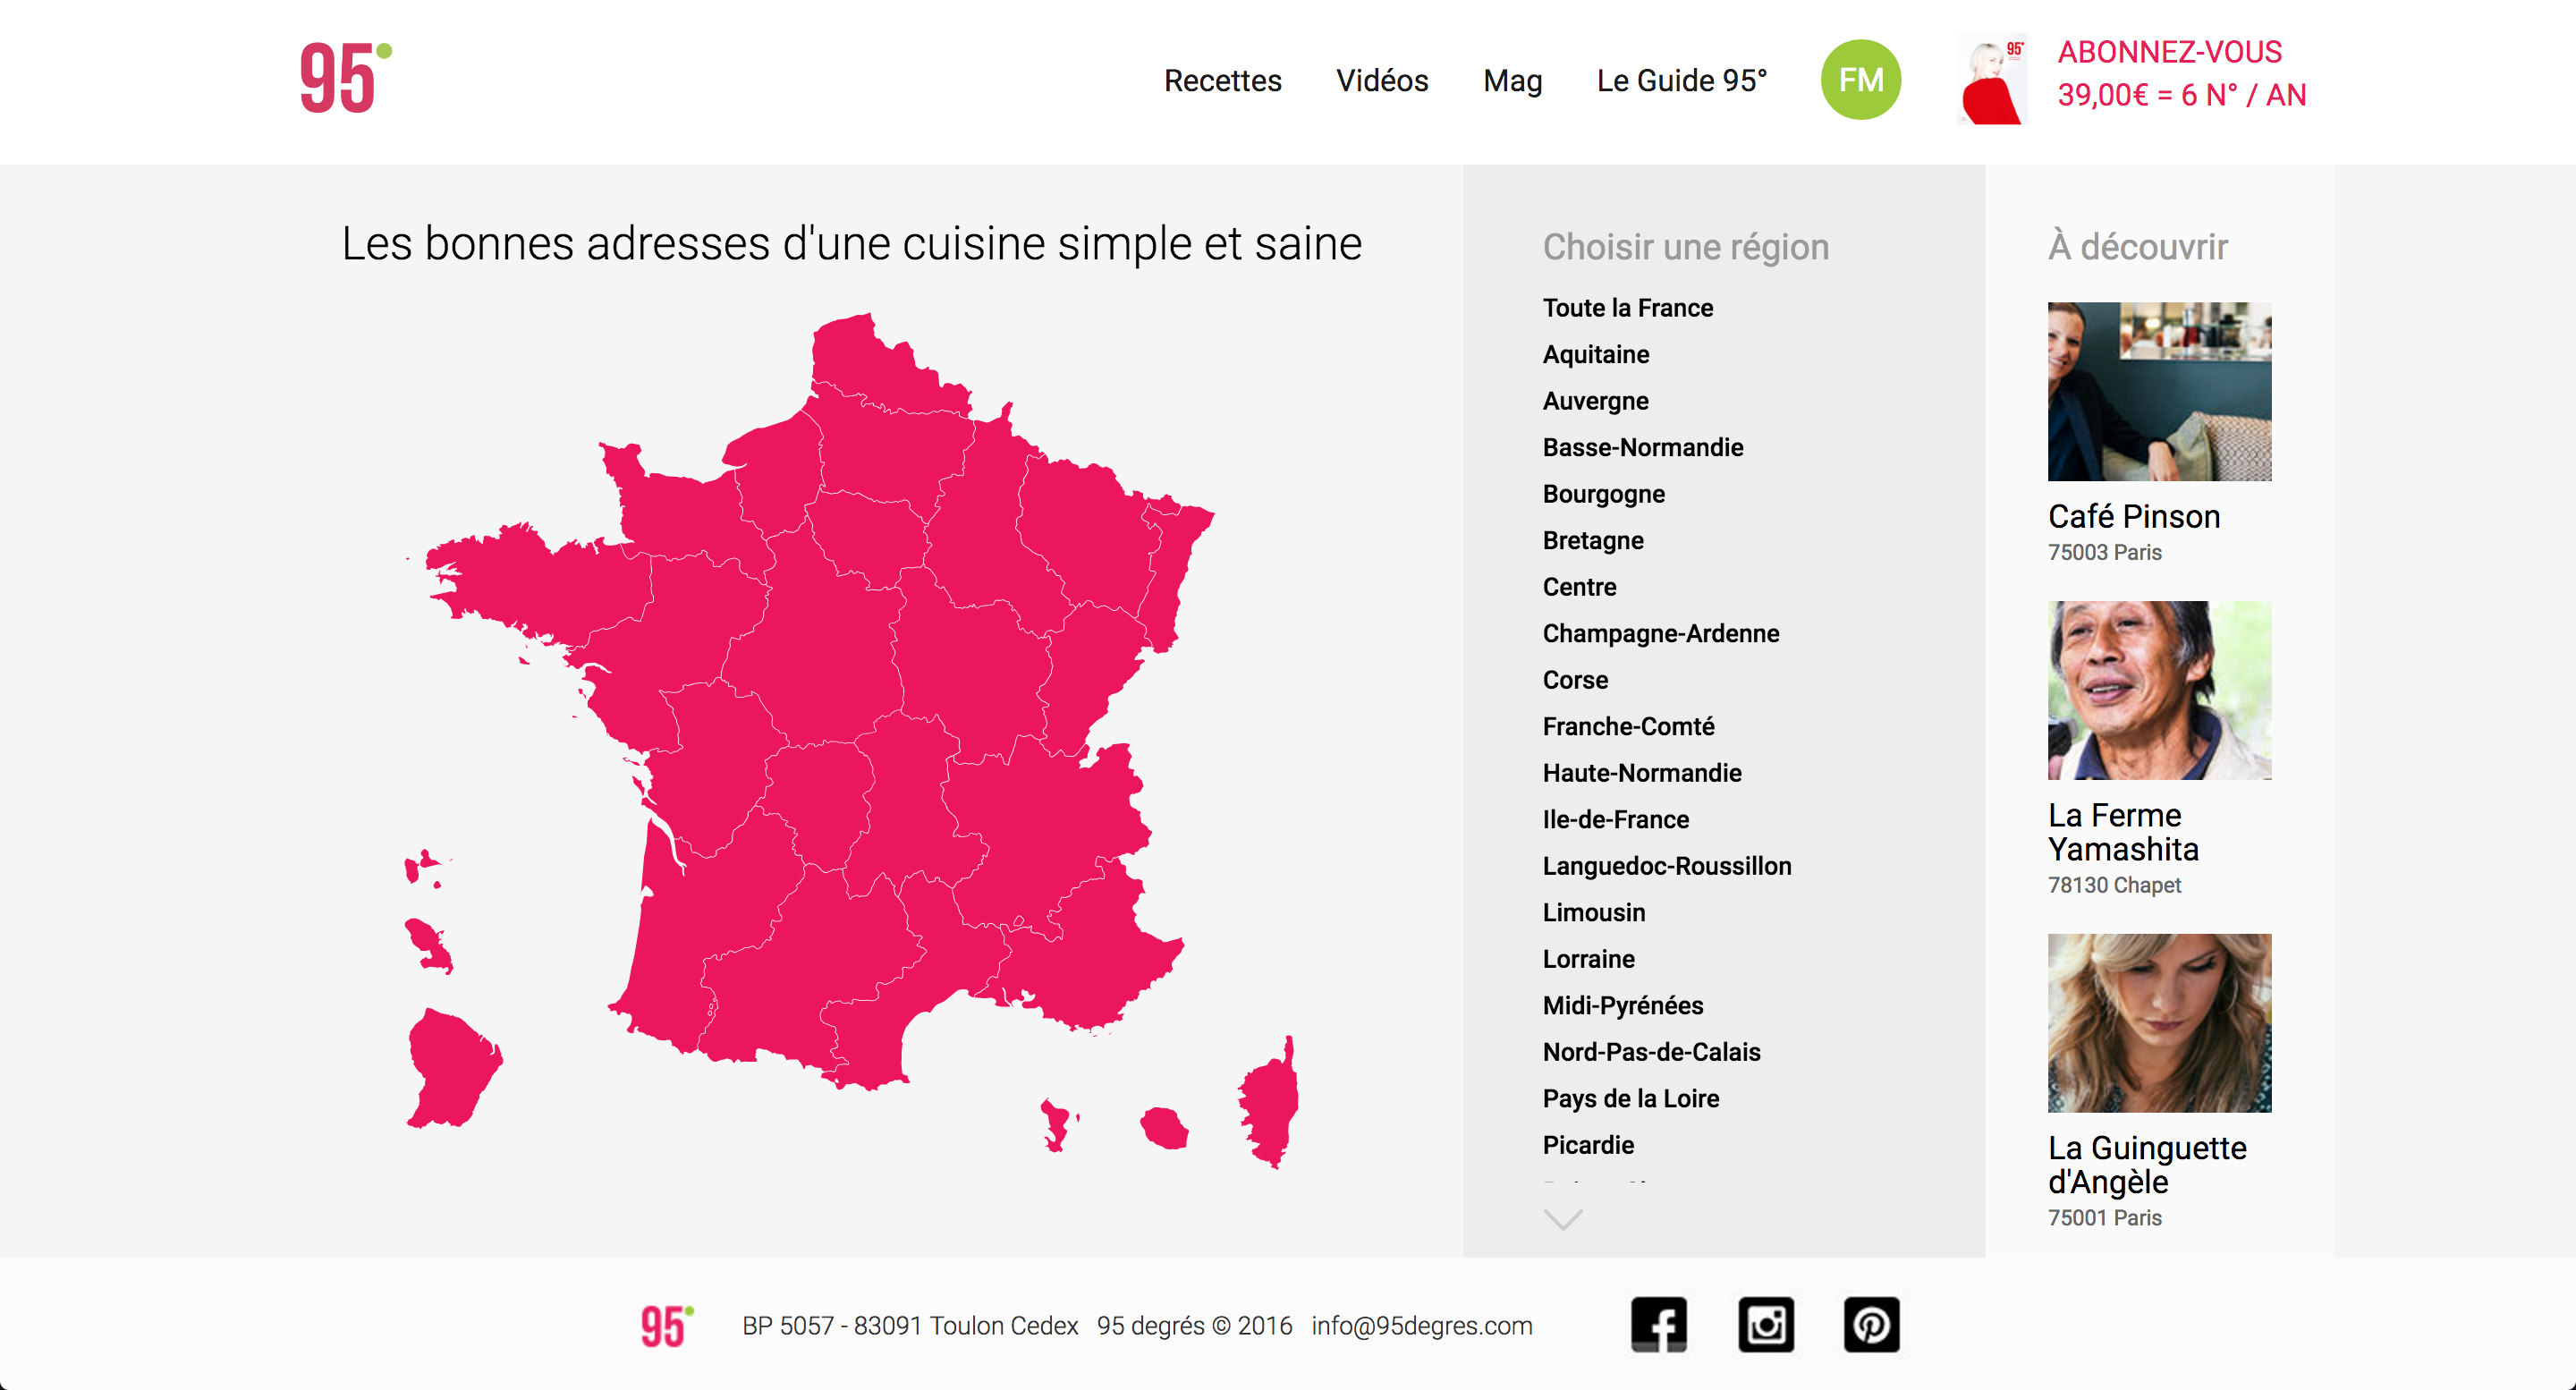 95°
Recettes
Vidéos
Mag
Le Guide 95°
FM
95°
ABONNEZ-VOUS
39,00€ = 6 N° / AN
Les bonnes adresses d'une cuisine simple et saine
Choisir une région
Toute la France
Aquitaine
Auvergne
Basse-Normandie
Bourgogne
Bretagne
Centre
Champagne-Ardenne
Corse
Franche-Comté
Haute-Normandie
Ile-de-France
Languedoc-Roussillon
Limousin
Lorraine
Midi-Pyrénées
Nord-Pas-de-Calais
Pays de la Loire
Picardie
À découvrir
Café Pinson
75003 Paris
La Ferme
Yamashita
78130 Chapet
La Guinguette
d'Angèle
75001 Paris
95°
BP 5057 - 83091 Toulon Cedex 95 degrés © 2016 info@95degres.com